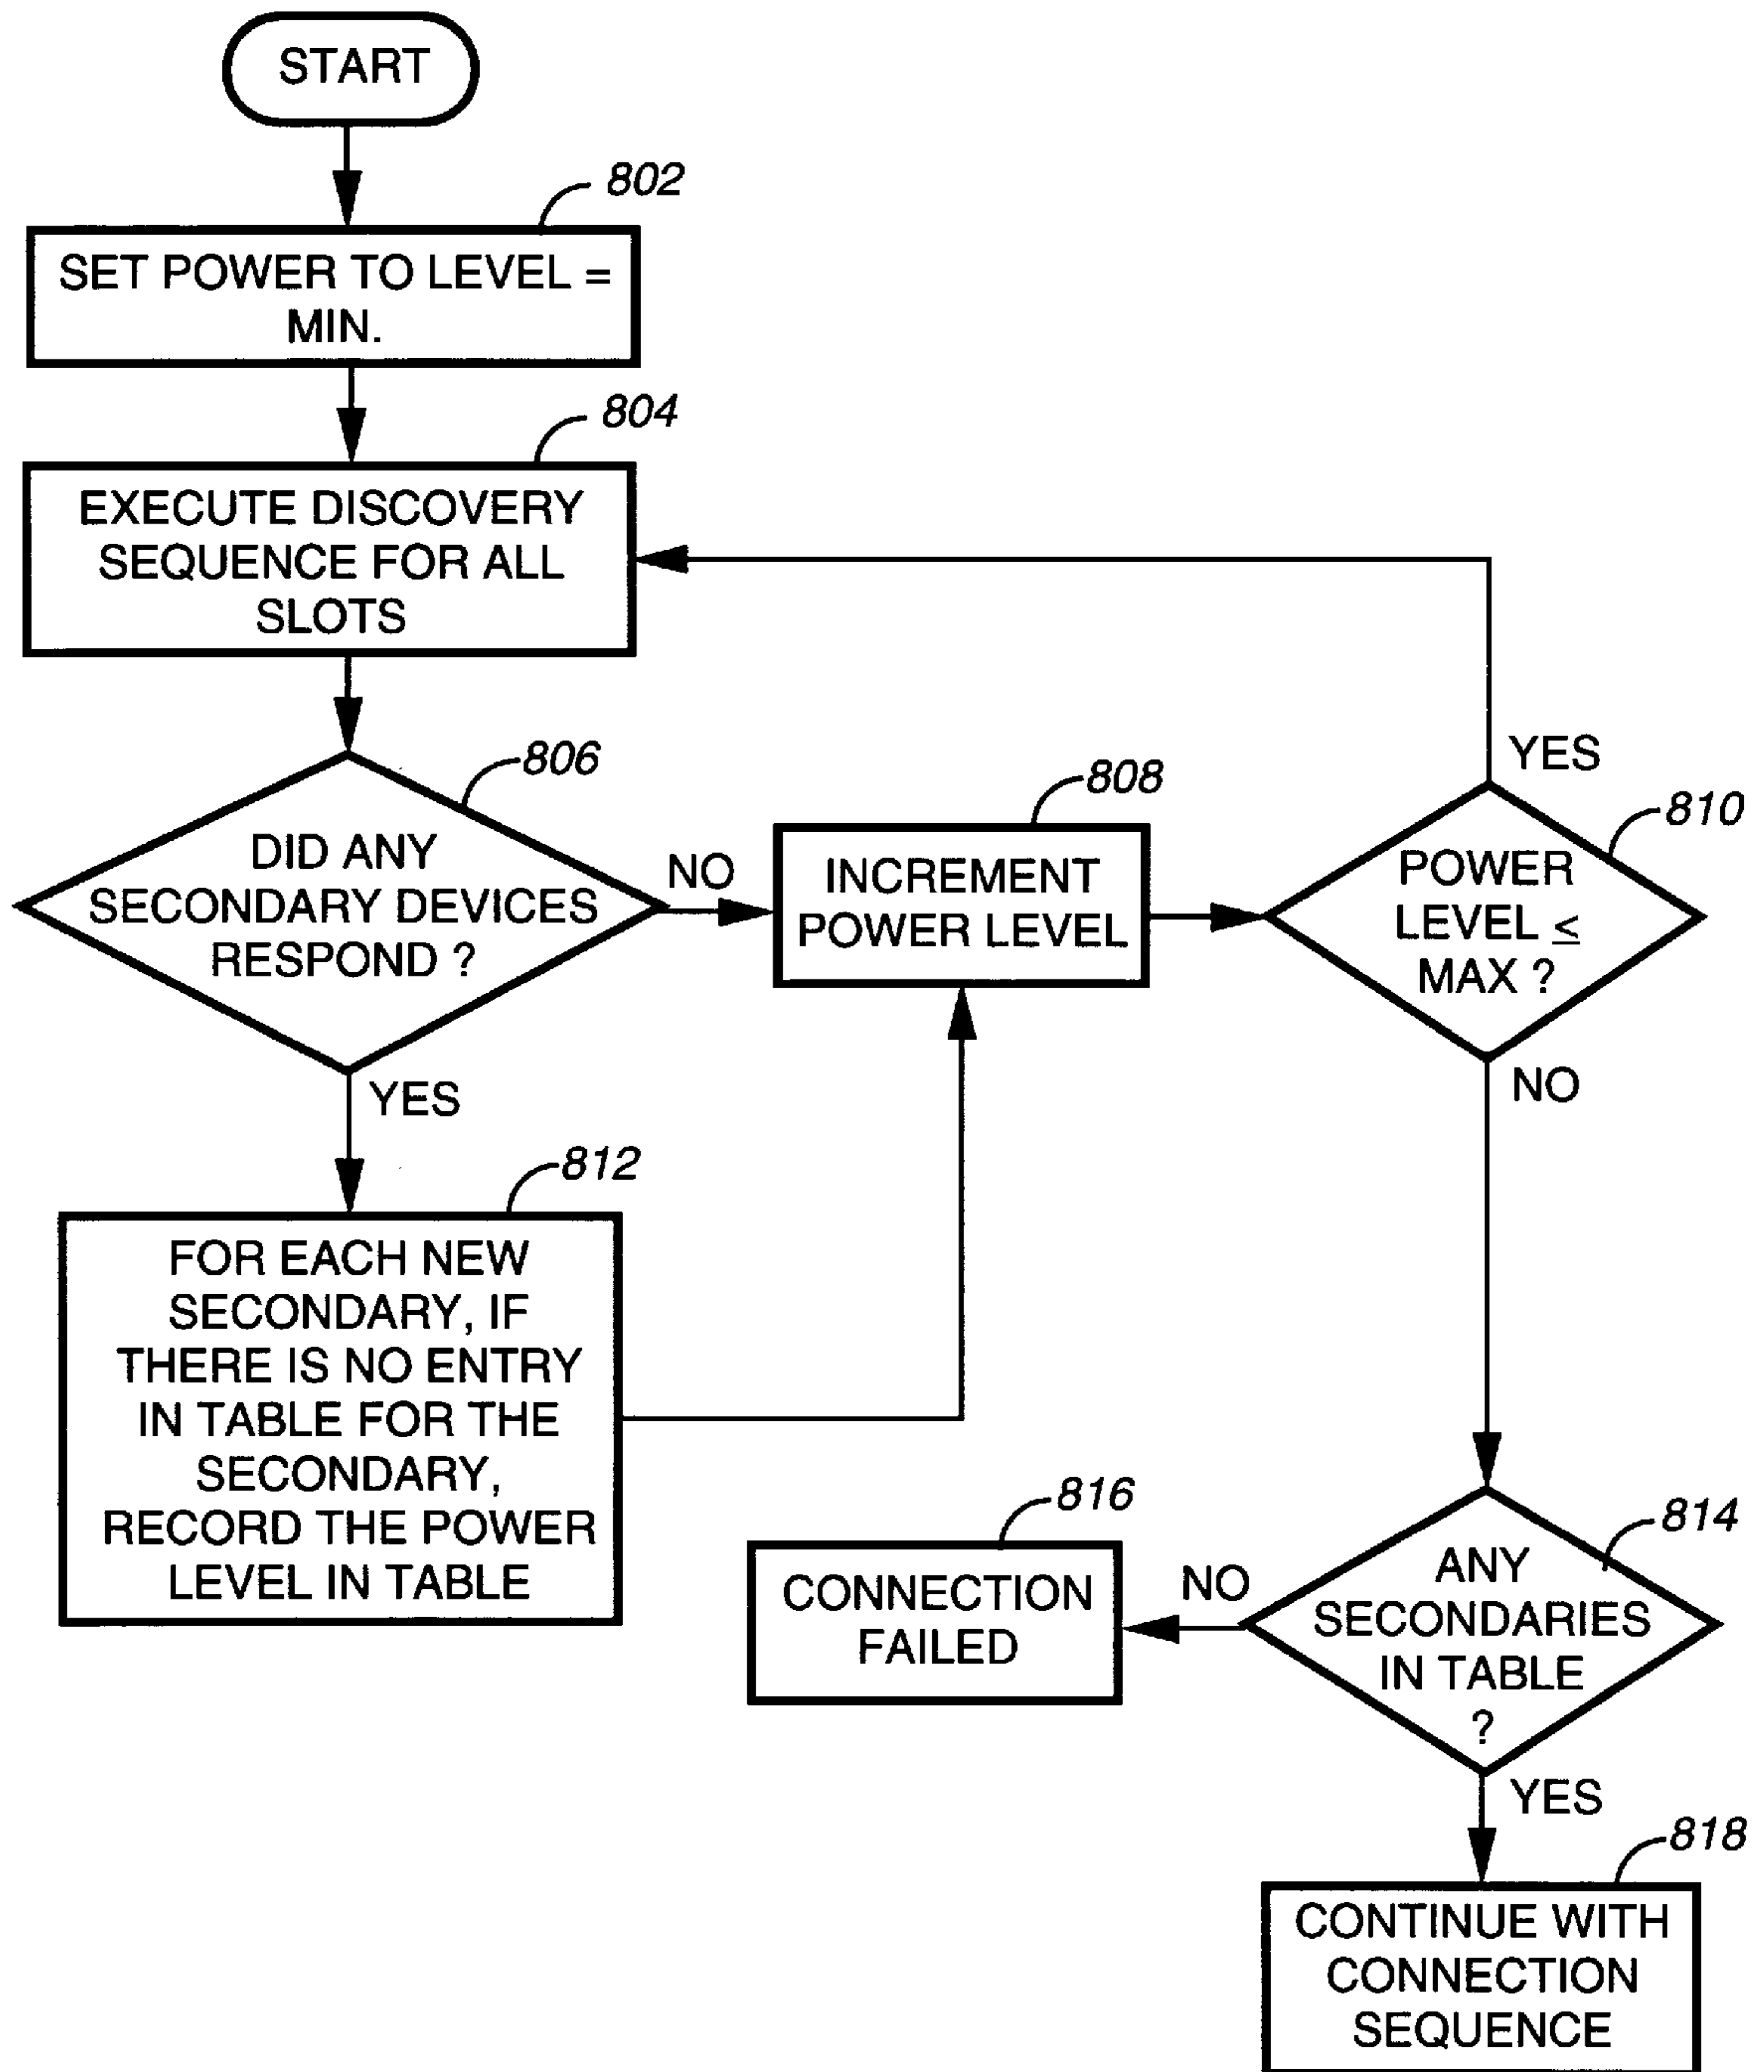 START
802
SET POWER TO LEVEL =
MIN.
804
EXECUTE DISCOVERY
SEQUENCE FOR ALL
SLOTS
806
DID ANY
SECONDARY DEVICES
RESPOND ?
NO
YES
808
INCREMENT
POWER LEVEL
810
POWER
LEVEL ≤
MAX ?
YES
NO
812
FOR EACH NEW
SECONDARY, IF
THERE IS NO ENTRY
IN TABLE FOR THE
SECONDARY,
RECORD THE POWER
LEVEL IN TABLE
814
ANY
SECONDARIES
IN TABLE
?
NO
YES
816
CONNECTION
FAILED
818
CONTINUE WITH
CONNECTION
SEQUENCE